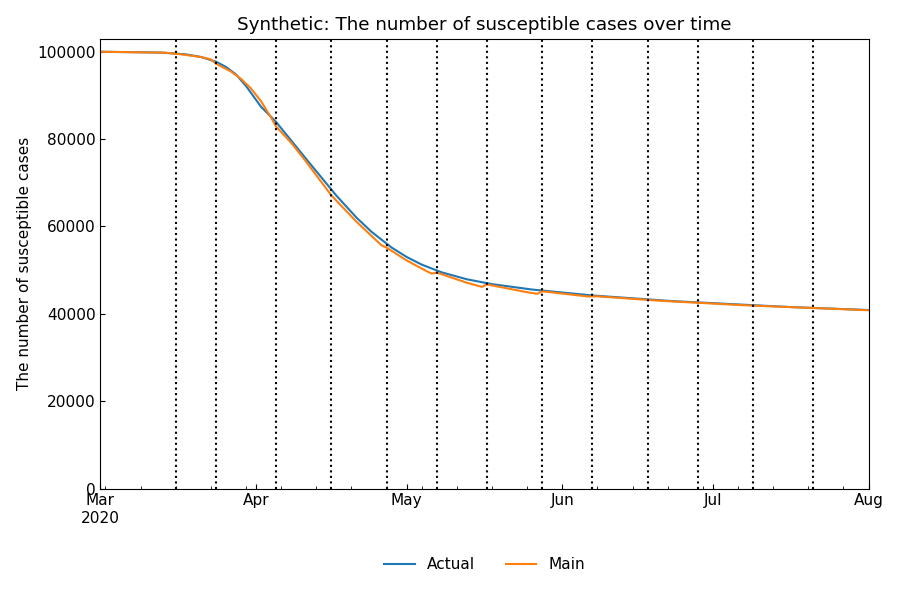 Synthetic: The number of susceptible cases over time
The number of susceptible cases
100000
80000
60000
40000
20000
0
Mar
2020
Apr
May
Jun
Jul
Aug
Actual
Main